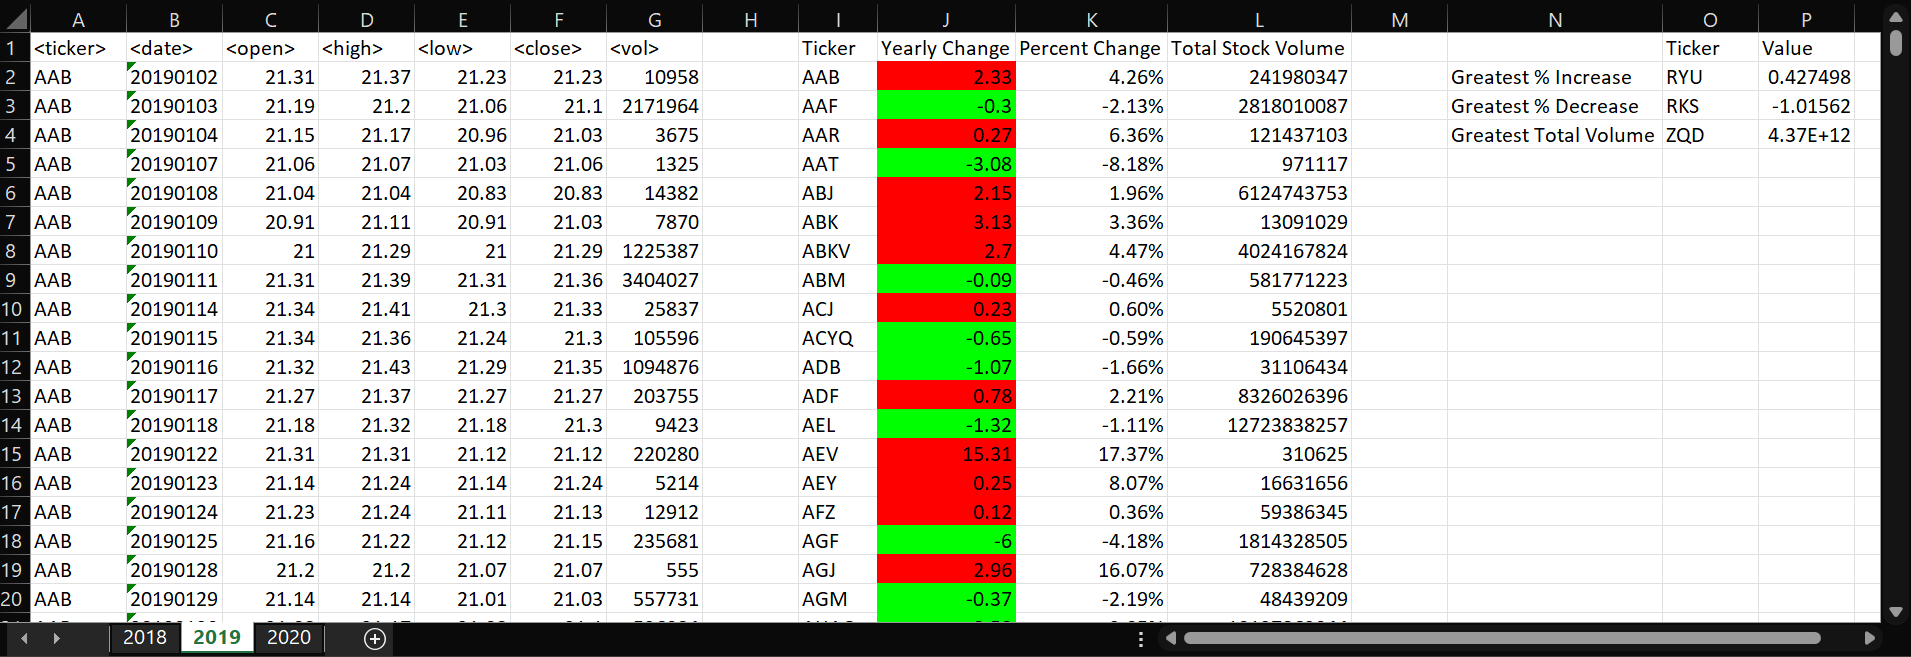 A B C D E F G H I J K L M N O P
1 <ticker> <date> <open> <high> <low> <close> <vol> Ticker Yearly Change Percent Change Total Stock Volume Ticker Value
2 AAB 20190102 21.31 21.37 21.23 21.23 10958 AAB 2.33 4.26% 241980347 Greatest % Increase RYU 0.427498
3 AAB 20190103 21.19 21.2 21.06 21.1 2171964 AAF -0.3 -2.13% 2818010087 Greatest % Decrease RKS -1.01562
4 AAB 20190104 21.15 21.17 20.96 21.03 3675 AAR 0.27 6.36% 121437103 Greatest Total Volume ZQD 4.37E+12
5 AAB 20190107 21.06 21.07 21.03 21.06 1325 AAT -3.08 -8.18% 971117
6 AAB 20190108 21.04 21.04 20.83 20.83 14382 ABJ 2.15 1.96% 6124743753
7 AAB 20190109 20.91 21.11 20.91 21.03 7870 ABK 3.13 3.36% 13091029
8 AAB 20190110 21 21.29 21 21.29 1225387 ABKV 2.7 4.47% 4024167824
9 AAB 20190111 21.31 21.39 21.31 21.36 3404027 ABM -0.09 -0.46% 581771223
10 AAB 20190114 21.34 21.41 21.3 21.33 25837 ACJ 0.23 0.60% 5520801
11 AAB 20190115 21.34 21.36 21.24 21.3 105596 ACYQ -0.65 -0.59% 190645397
12 AAB 20190116 21.32 21.43 21.29 21.35 1094876 ADB -1.07 -1.66% 31106434
13 AAB 20190117 21.27 21.37 21.27 21.27 203755 ADF 0.78 2.21% 8326026396
14 AAB 20190118 21.18 21.32 21.18 21.3 9423 AEL -1.32 -1.11% 12723838257
15 AAB 20190122 21.31 21.31 21.12 21.12 220280 AEV 15.31 17.37% 310625
16 AAB 20190123 21.14 21.24 21.14 21.24 5214 AEY 0.25 8.07% 16631656
17 AAB 20190124 21.23 21.24 21.11 21.13 12912 AFZ 0.12 0.36% 59386345
18 AAB 20190125 21.16 21.22 21.12 21.15 235681 AGF -6 -4.18% 1814328505
19 AAB 20190128 21.2 21.2 21.07 21.07 555 AGJ 2.96 16.07% 728384628
20 AAB 20190129 21.14 21.14 21.01 21.03 557731 AGM -0.37 -2.19% 48439209
2018 2019 2020